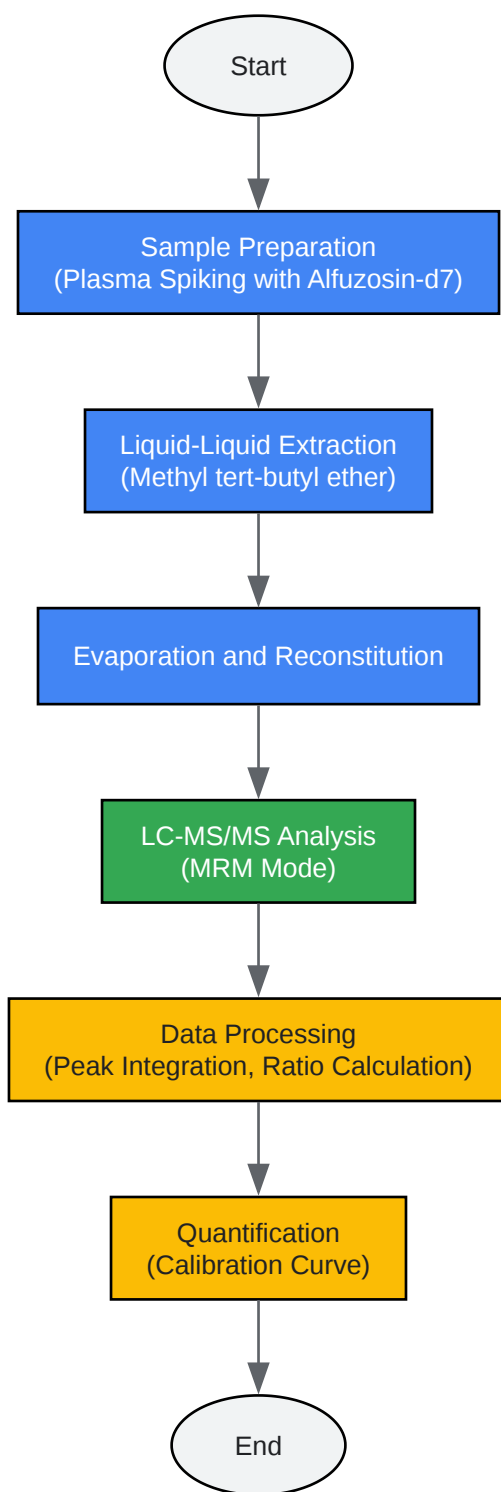 Start
Sample Preparation
(Plasma Spiking with Alfuzosin-d7)
Liquid-Liquid Extraction
(Methyl tert-butyl ether)
Evaporation and Reconstitution
LC-MS/MS Analysis
(MRM Mode)
Data Processing
(Peak Integration, Ratio Calculation)
Quantification
(Calibration Curve)
End